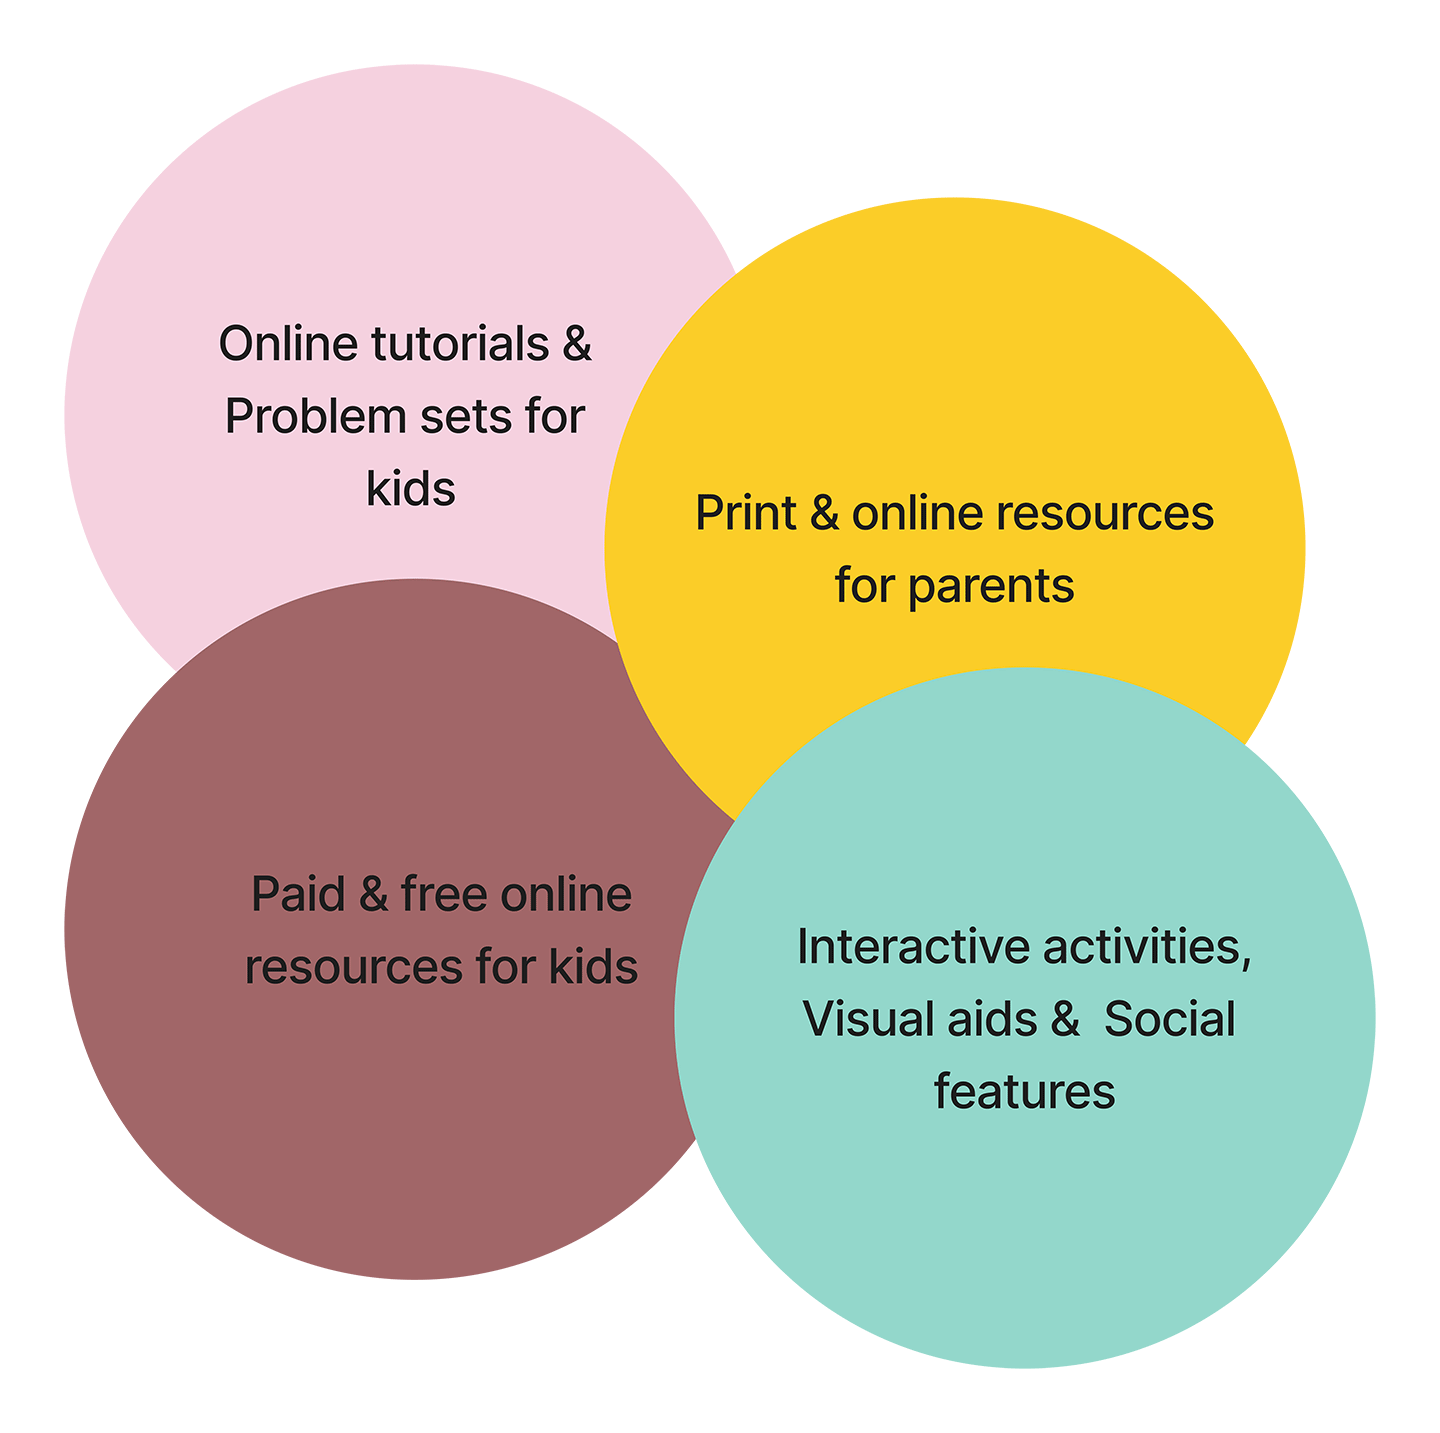 Online tutorials &
Problem sets for
kids
Print & online resources
for parents
Paid & free online
resources for kids
Interactive activities,
Visual aids &  Social
features